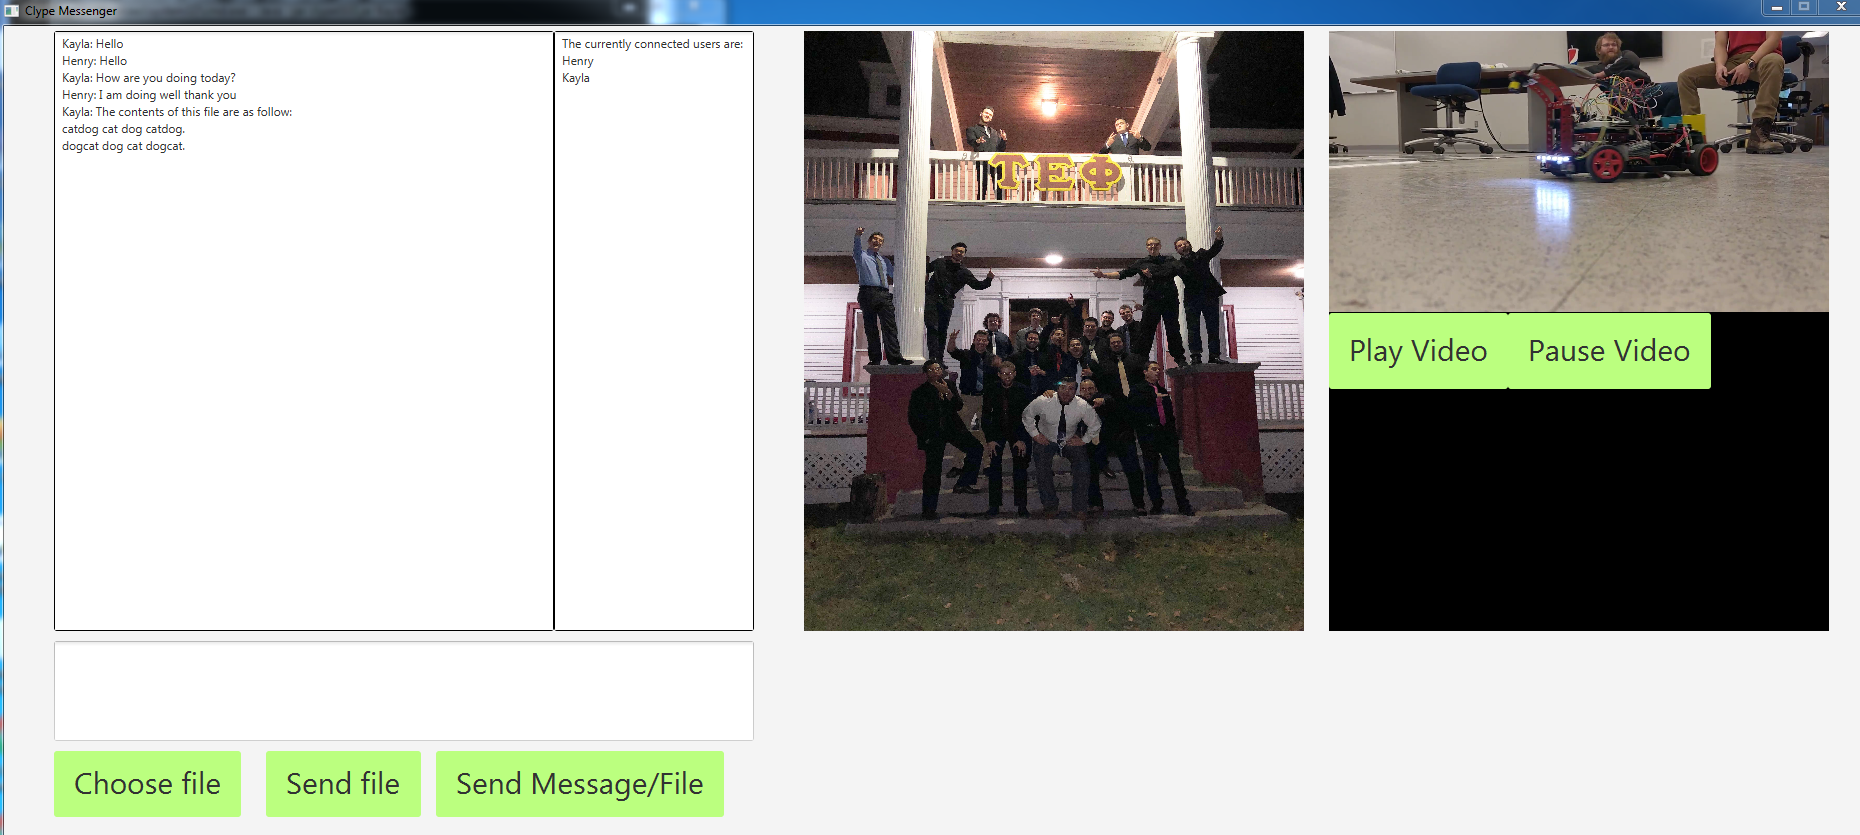 Clype Messenger
Kayla: Hello
Henry: Hello
Kayla: How are you doing today?
Henry: I am doing well thank you
Kayla: The contents of this file are as follow:
catdog cat dog catdog.
dogcat dog cat dogcat.
The currently connected users are:
Henry
Kayla
ΤΕΦ
Play Video
Pause Video
Choose file
Send file
Send Message/File